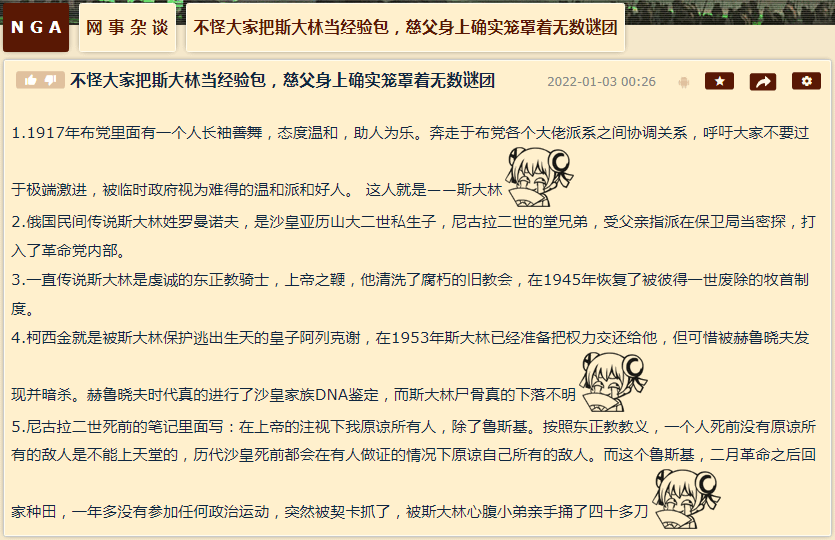 NGA 网事杂谈 不怪大家把斯大林当经验包，慈父身上确实笼罩着无数谜团
不怪大家把斯大林当经验包，慈父身上确实笼罩着无数谜团 2022-01-03 00:26
1.1917年布党里面有一个人长袖善舞，态度温和，助人为乐。奔走于布党各个大佬派系之间协调关系，呼吁大家不要过
于极端激进，被临时政府视为难得的温和派和好人。 这人就是——斯大林
2.俄国民间传说斯大林姓罗曼诺夫，是沙皇亚历山大二世私生子，尼古拉二世的堂兄弟，受父亲指派在保卫局当密探，打
入了革命党内部。
3.一直传说斯大林是虔诚的东正教骑士，上帝之鞭，他清洗了腐朽的旧教会，在1945年恢复了被彼得一世废除的牧首制
度。
4.柯西金就是被斯大林保护逃出生天的皇子阿列克谢，在1953年斯大林已经准备把权力交还给他，但可惜被赫鲁晓夫发
现并暗杀。赫鲁晓夫时代真的进行了沙皇家族DNA鉴定，而斯大林尸骨真的下落不明
5.尼古拉二世死前的笔记里面写：在上帝的注视下我原谅所有人，除了鲁斯基。按照东正教教义，一个人死前没有原谅所
有的敌人是不能上天堂的，历代沙皇死前都会在有人做证的情况下原谅自己所有的敌人。而这个鲁斯基，二月革命之后回
家种田，一年多没有参加任何政治运动，突然被契卡抓了，被斯大林心腹小弟亲手捅了四十多刀